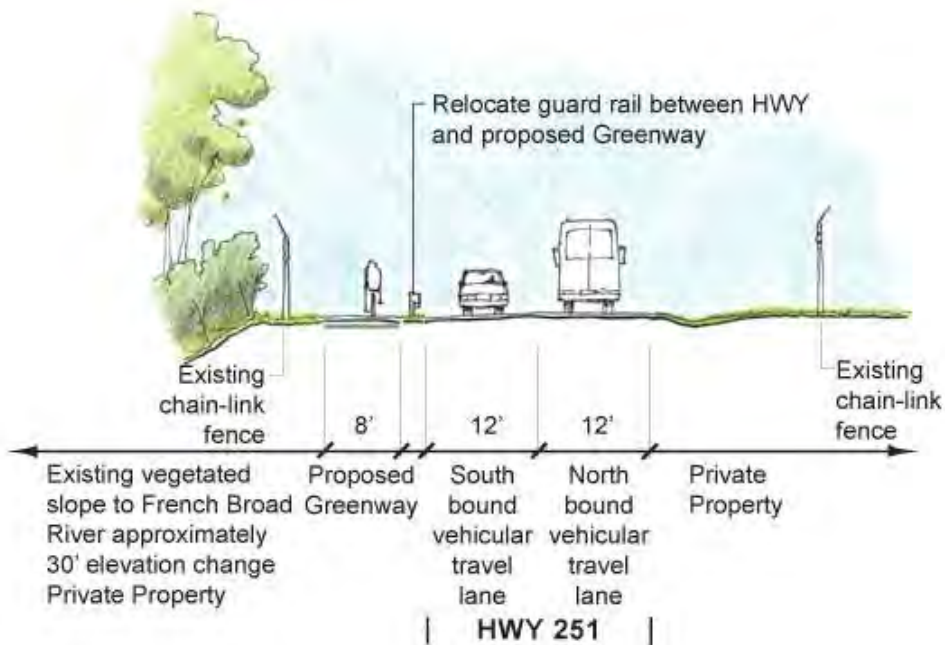 Relocate guard rail between HWY
and proposed Greenway
Existing
chain-link
fence
8’
12’
12’
Existing
chain-link
fence
Existing vegetated
slope to French Broad
River approximately
30’ elevation change
Private Property
Proposed
Greenway
South
bound
vehicular
travel
lane
North
bound
vehicular
travel
lane
Private
Property
HWY 251